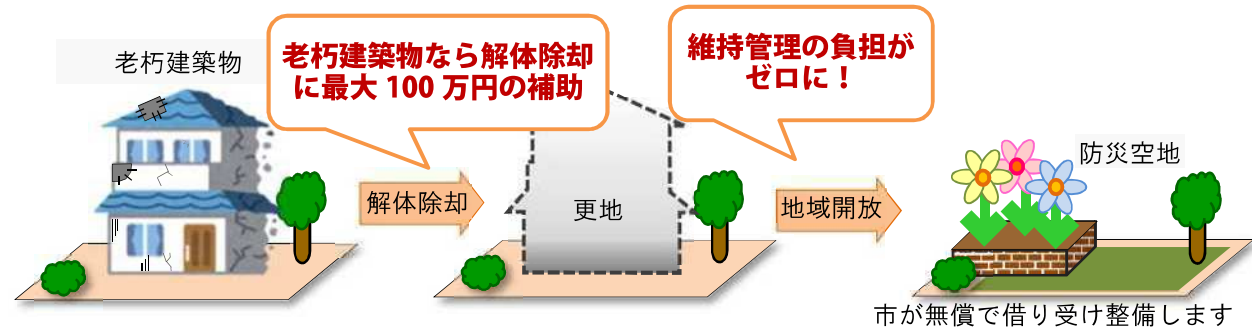 老朽建築物
老朽建築物なら解体除却
に最大 100 万円の補助
維持管理の負担が
ゼロに！
解体除却
更地
地域開放
防災空地
市が無償で借り受け整備します